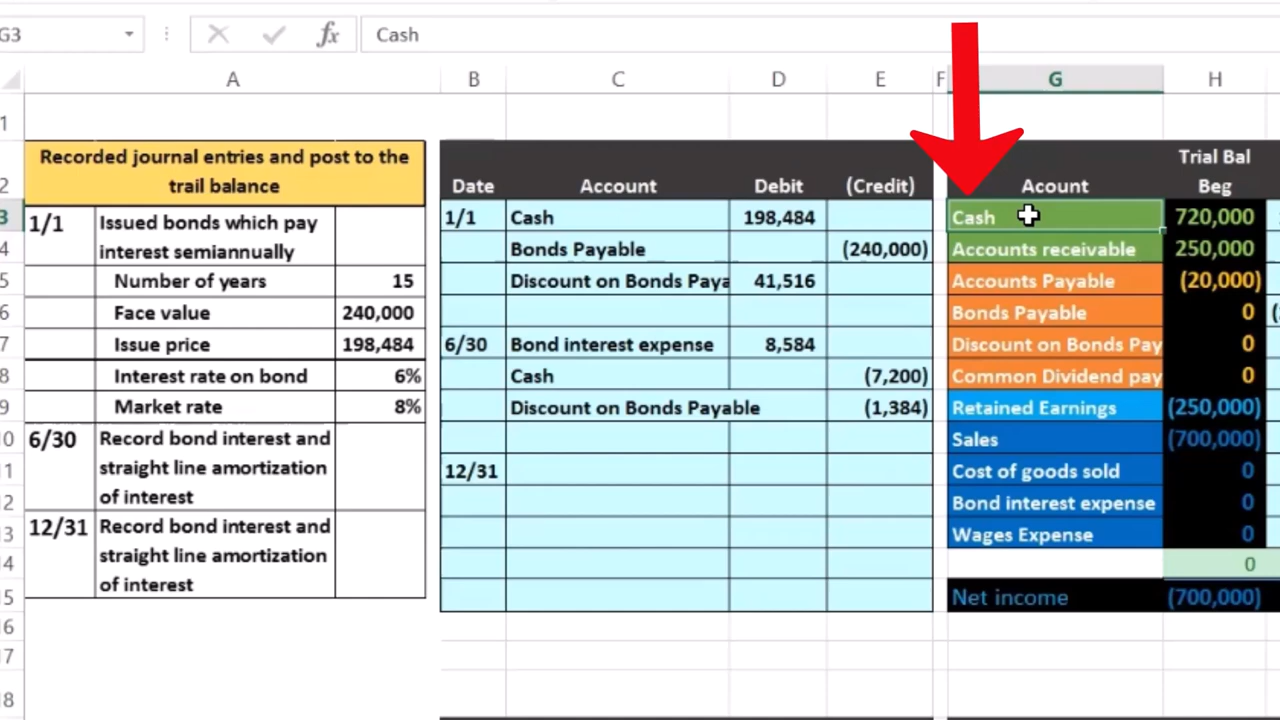 G3
fx
Cash
A B C D E F G H
1
Recorded journal entries and post to the
trail balance
2 Date Account Debit (Credit) Acount Trial Bal
Beg
3 1/1 Issued bonds which pay
interest semiannually
1/1 Cash 198,484 Cash 720,000
4 Bonds Payable (240,000) Accounts receivable 250,000
5 Number of years 15 Discount on Bonds Paya 41,516 Accounts Payable (20,000)
6 Face value 240,000 Bonds Payable 0 (
7 Issue price 198,484 6/30 Bond interest expense 8,584 Discount on Bonds Pay 0
8 Interest rate on bond 6% Cash (7,200) Common Dividend pay 0
9 Market rate 8% Discount on Bonds Payable (1,384) Retained Earnings (250,000)
10 6/30 Record bond interest and
straight line amortization
of interest
Sales (700,000)
11 12/31 Cost of goods sold 0
12 Bond interest expense 0
13 12/31 Record bond interest and
straight line amortization
of interest
Wages Expense 0
14 0
15 Net income (700,000)
16
17
18